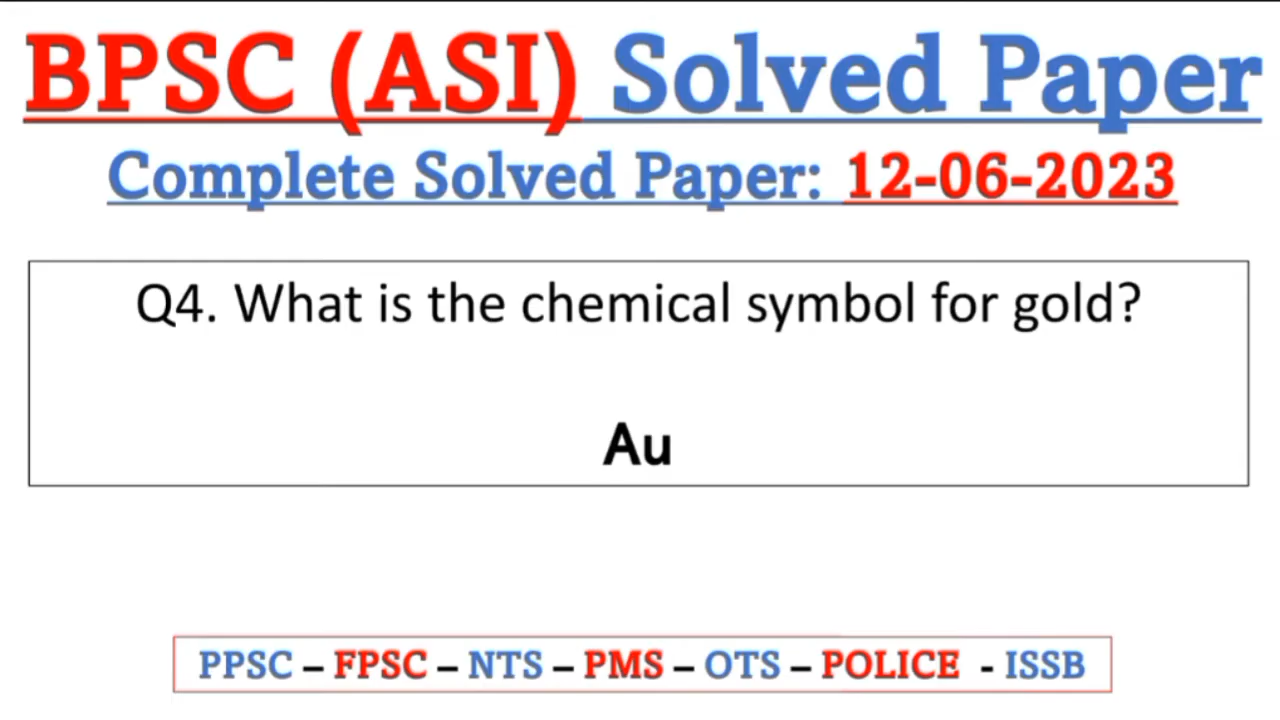 BPSC (ASI) Solved Paper
Complete Solved Paper: 12-06-2023
Q4. What is the chemical symbol for gold?
Au
PPSC – FPSC – NTS – PMS – OTS – POLICE - ISSB